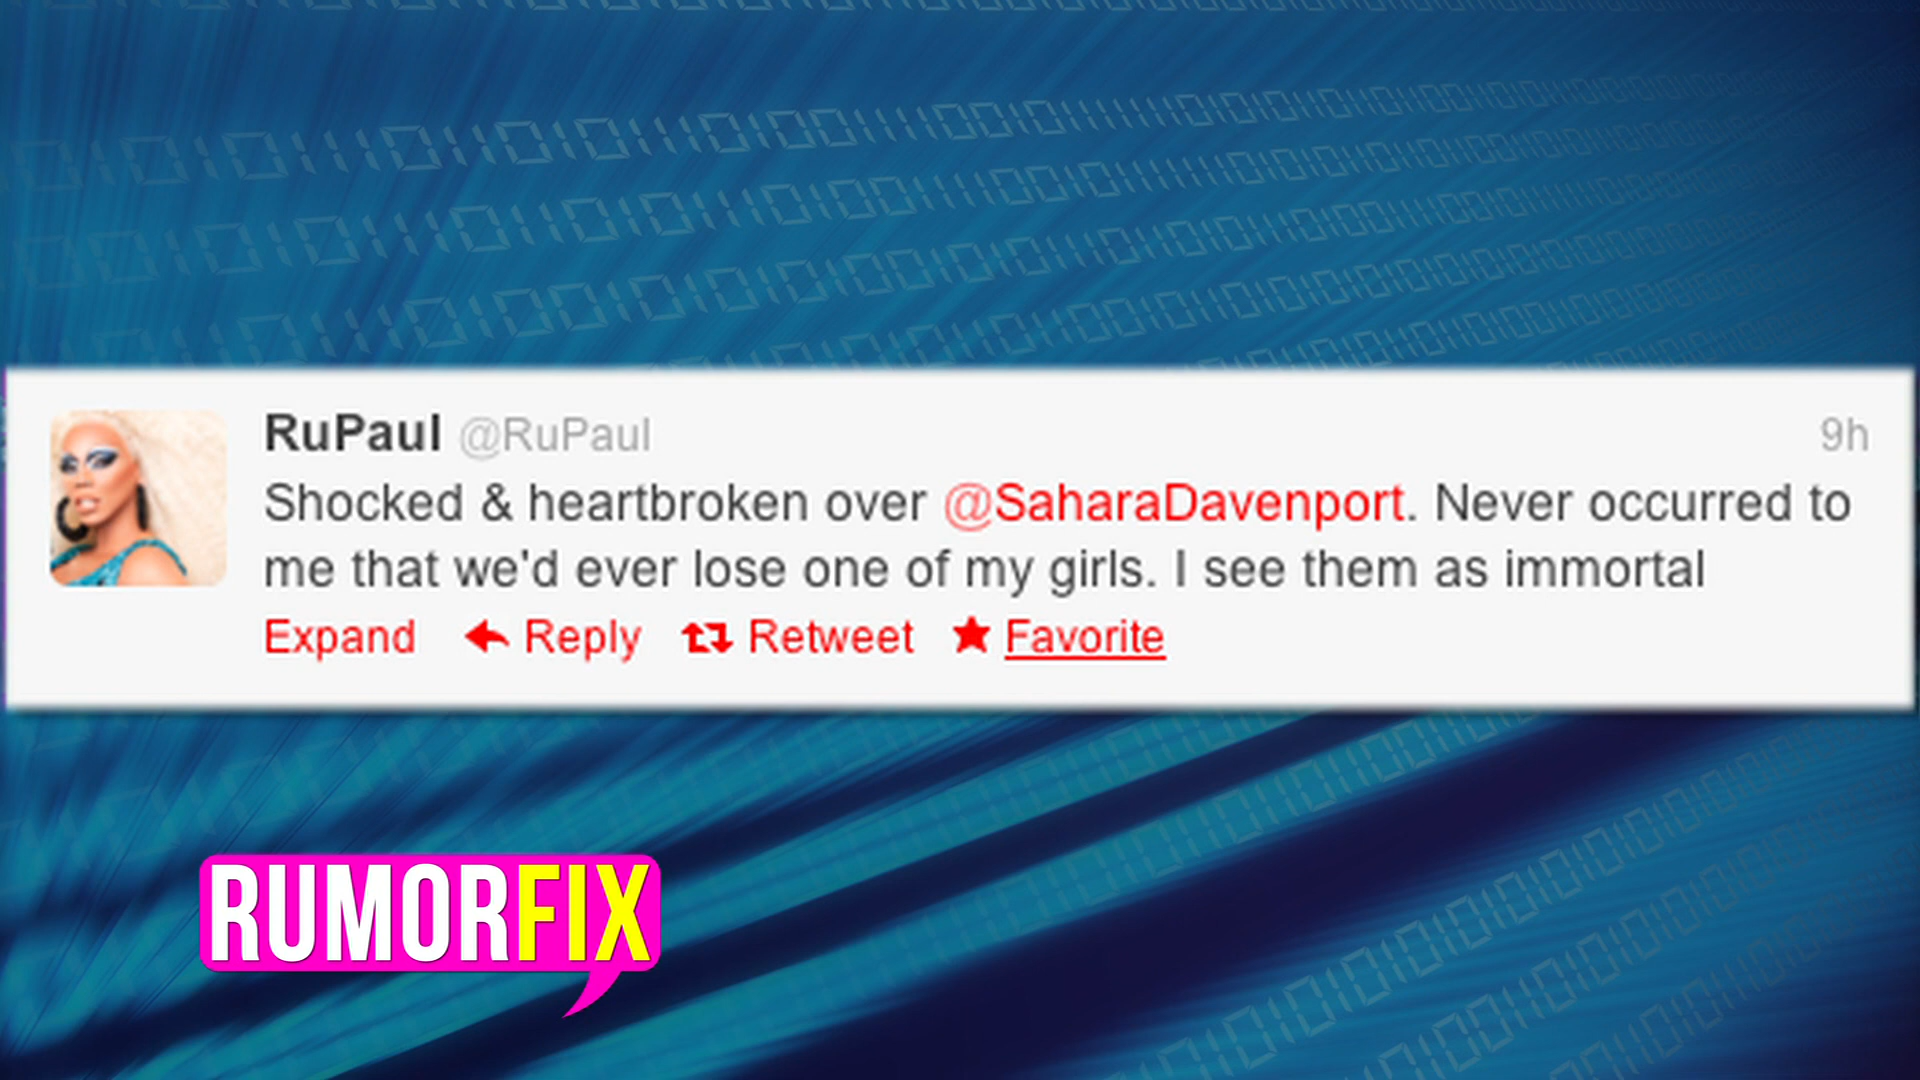 RuPaul @RuPaul 9h
Shocked & heartbroken over @SaharaDavenport. Never occurred to
me that we'd ever lose one of my girls. I see them as immortal
Expand Reply Retweet Favorite
RUMORFIX